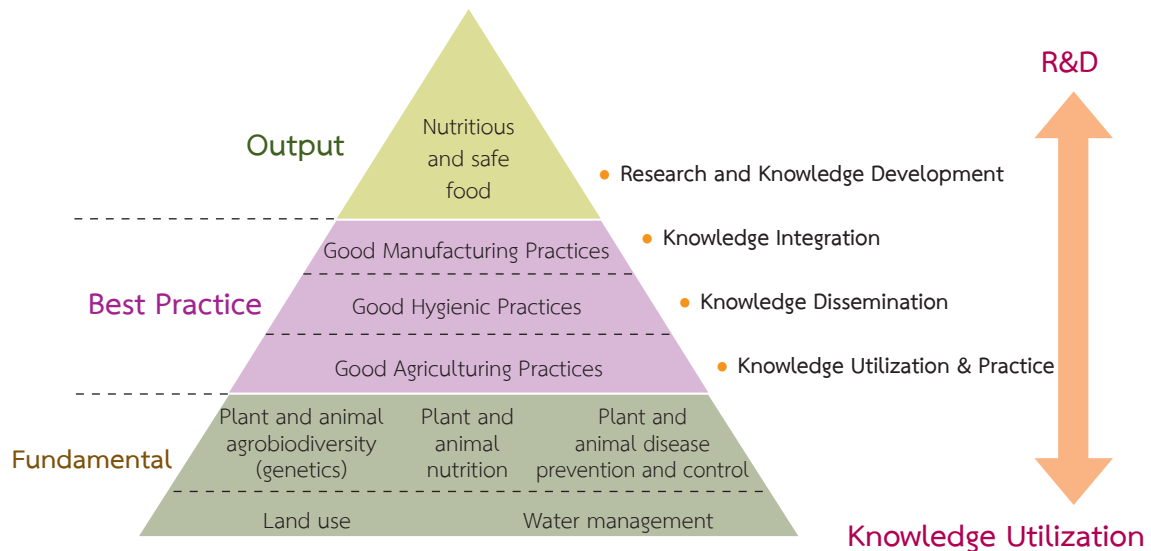 R&D
Output
Nutritious
and safe
food
Research and Knowledge Development
Good Manufacturing Practices
Knowledge Integration
Best Practice
Good Hygienic Practices
Knowledge Dissemination
Good Agriculturing Practices
Knowledge Utilization & Practice
Fundamental
Plant and animal
agrobiodiversity
(genetics)
Plant and
animal
nutrition
Plant and
animal disease
prevention and control
Land use
Water management
Knowledge Utilization